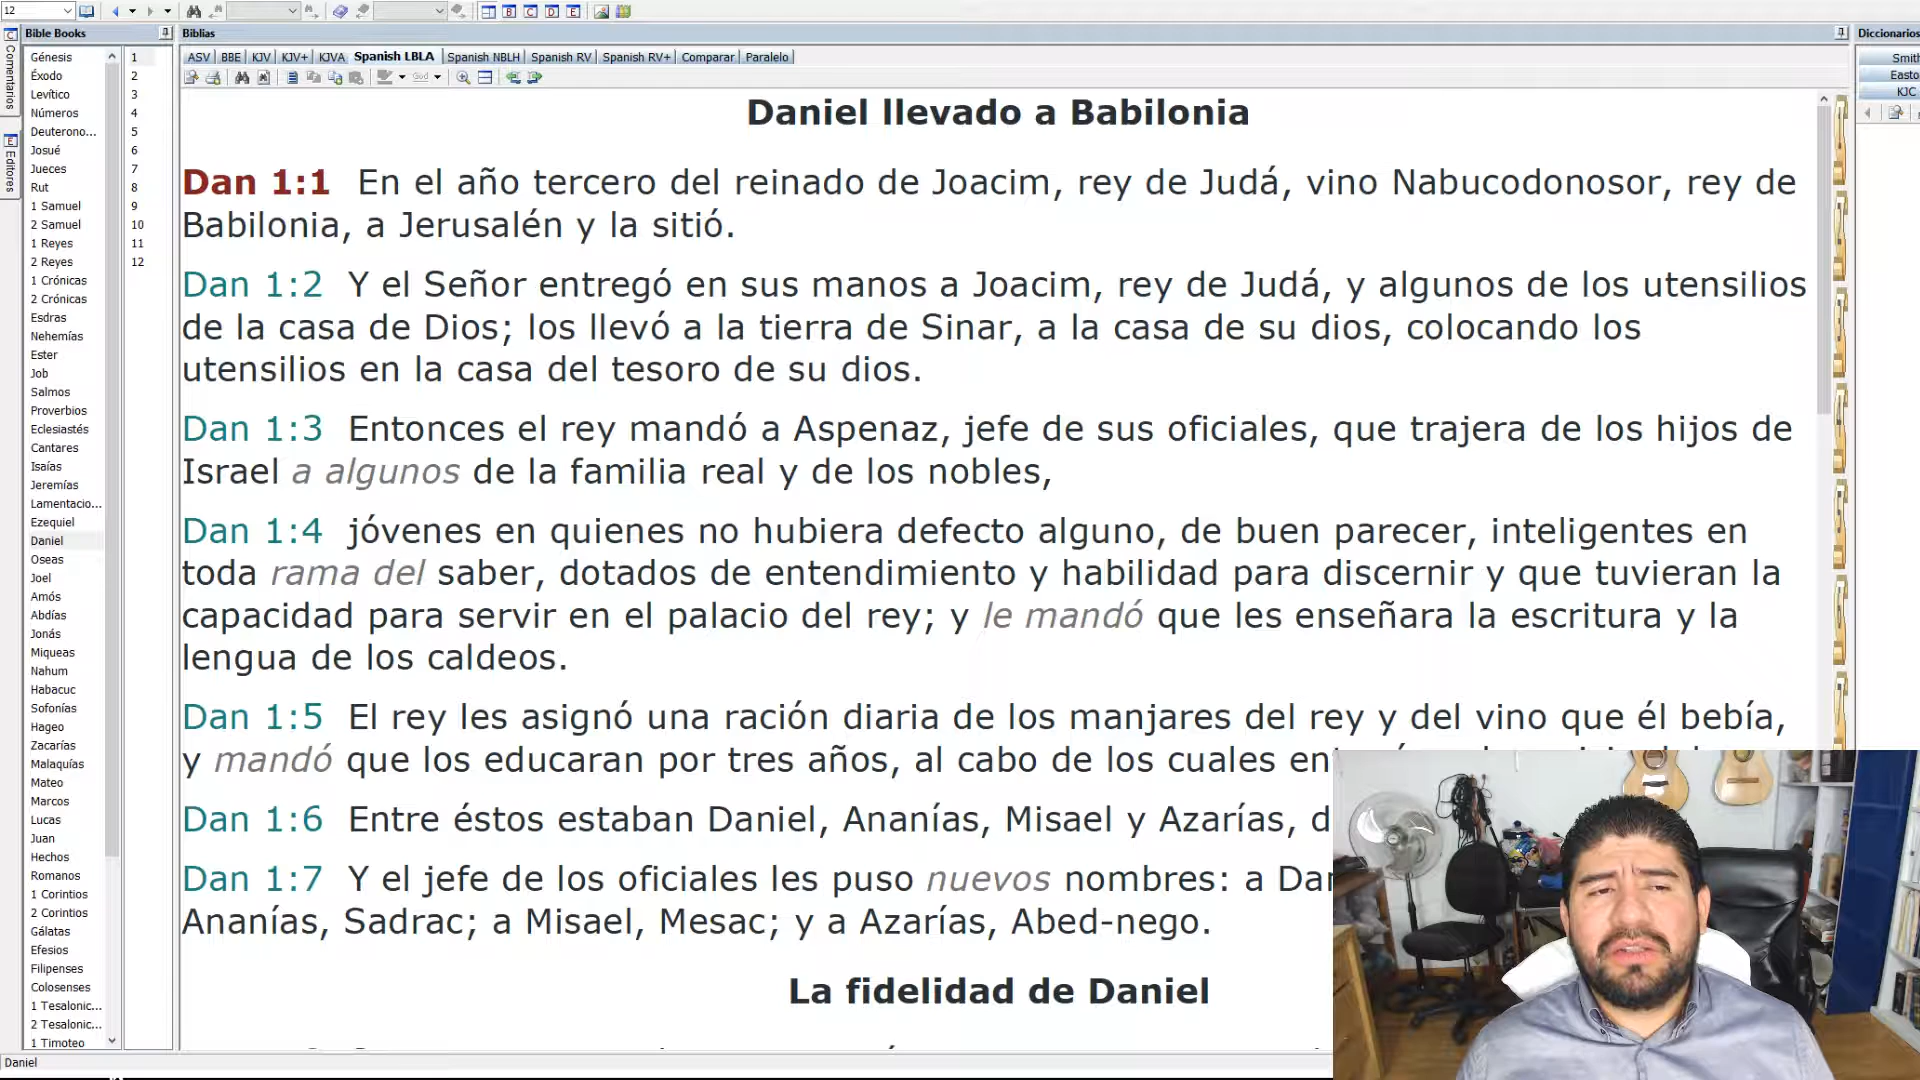 12
Bible Books
Biblias
Diccionarios
Comentarios
Editores
ASV BBE KJV KJV+ KJVA Spanish LBLA Spanish NBLH Spanish RV Spanish RV+ Comparar Paralelo
Smith
Easto
KJC
Génesis
Éxodo
Levítico
Números
Deuterono...
Josué
Jueces
Rut
1 Samuel
2 Samuel
1 Reyes
2 Reyes
1 Crónicas
2 Crónicas
Esdras
Nehemías
Ester
Job
Salmos
Proverbios
Eclesiastés
Cantares
Isaías
Jeremías
Lamentacio...
Ezequiel
Daniel
Oseas
Joel
Amós
Abdías
Jonás
Miqueas
Nahum
Habacuc
Sofonías
Hageo
Zacarías
Malaquías
Mateo
Marcos
Lucas
Juan
Hechos
Romanos
1 Corintios
2 Corintios
Gálatas
Efesios
Filipenses
Colosenses
1 Tesalonic...
2 Tesalonic...
1 Timoteo
1
2
3
4
5
6
7
8
9
10
11
12
Daniel llevado a Babilonia
Dan 1:1 En el año tercero del reinado de Joacim, rey de Judá, vino Nabucodonosor, rey de
Babilonia, a Jerusalén y la sitió.
Dan 1:2 Y el Señor entregó en sus manos a Joacim, rey de Judá, y algunos de los utensilios
de la casa de Dios; los llevó a la tierra de Sinar, a la casa de su dios, colocando los
utensilios en la casa del tesoro de su dios.
Dan 1:3 Entonces el rey mandó a Aspenaz, jefe de sus oficiales, que trajera de los hijos de
Israel a algunos de la familia real y de los nobles,
Dan 1:4 jóvenes en quienes no hubiera defecto alguno, de buen parecer, inteligentes en
toda rama del saber, dotados de entendimiento y habilidad para discernir y que tuvieran la
capacidad para servir en el palacio del rey; y le mandó que les enseñara la escritura y la
lengua de los caldeos.
Dan 1:5 El rey les asignó una ración diaria de los manjares del rey y del vino que él bebía,
y mandó que los educaran por tres años, al cabo de los cuales
Dan 1:6 Entre éstos estaban Daniel, Ananías, Misael y Azarías, d
Dan 1:7 Y el jefe de los oficiales les puso nuevos nombres: a Da
Ananías, Sadrac; a Misael, Mesac; y a Azarías, Abed-nego.
La fidelidad de Daniel
Daniel